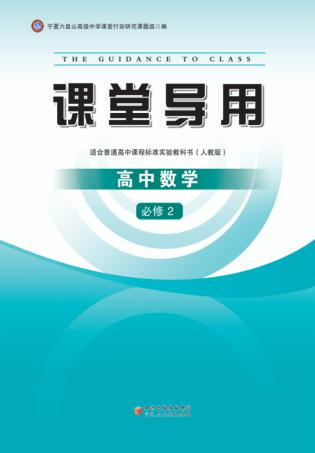 宁夏六盘山高级中学课堂行动研究课题组◎编
THE GUIDANCE TO CLASS
课堂导用
适合普通高中课程标准实验教科书（人教版）
高中数学
必修 2